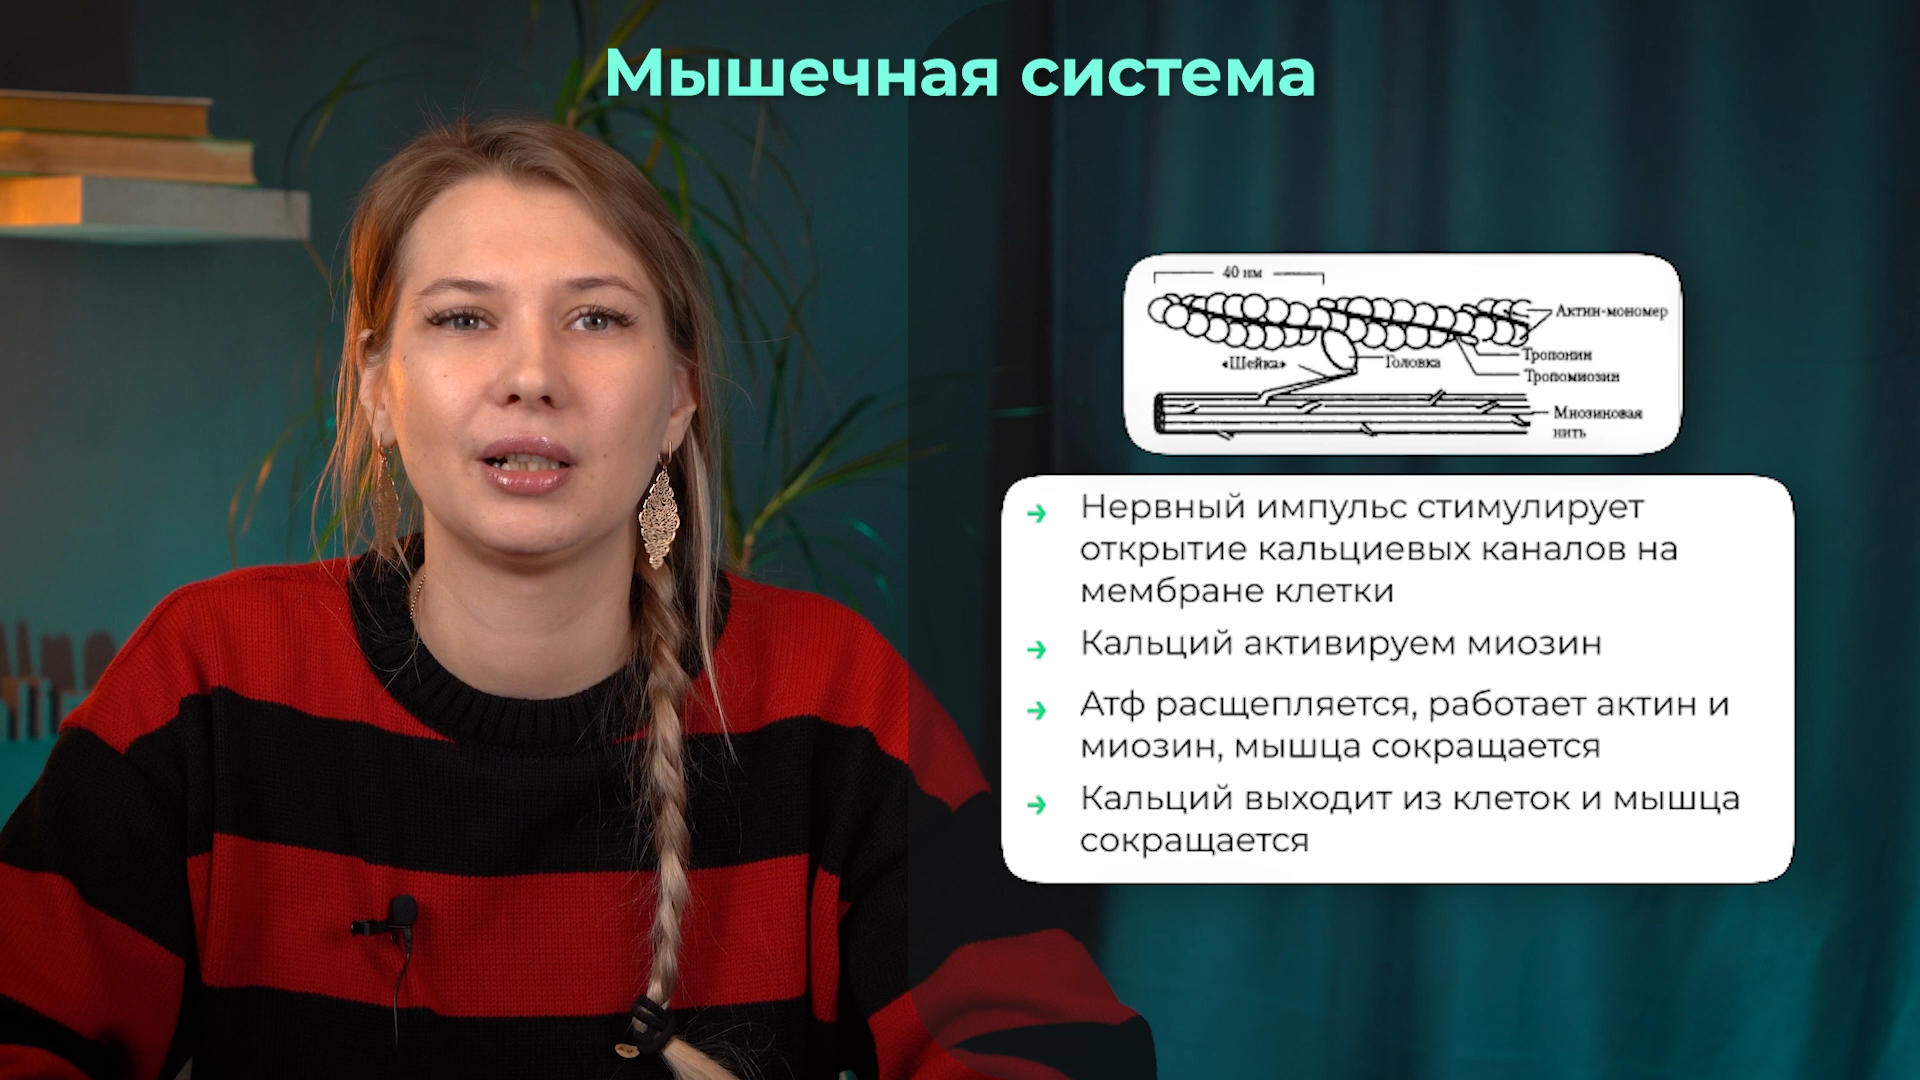 Мышечная система
40 нм
Актин-мономер
Тропонин
«Шейка»
Головка
Тропомиозин
Миозиновая
нить
Нервный импульс стимулирует
открытие кальциевых каналов на
мембране клетки
Кальций активируем миозин
Атф расщепляется, работает актин и
миозин, мышца сокращается
Кальций выходит из клеток и мышца
сокращается